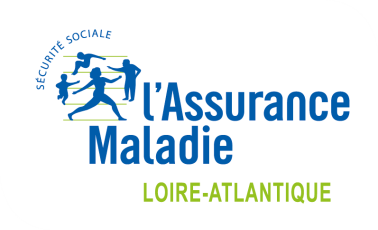 SÉCURITÉ SOCIALE
l'Assurance
Maladie
LOIRE-ATLANTIQUE